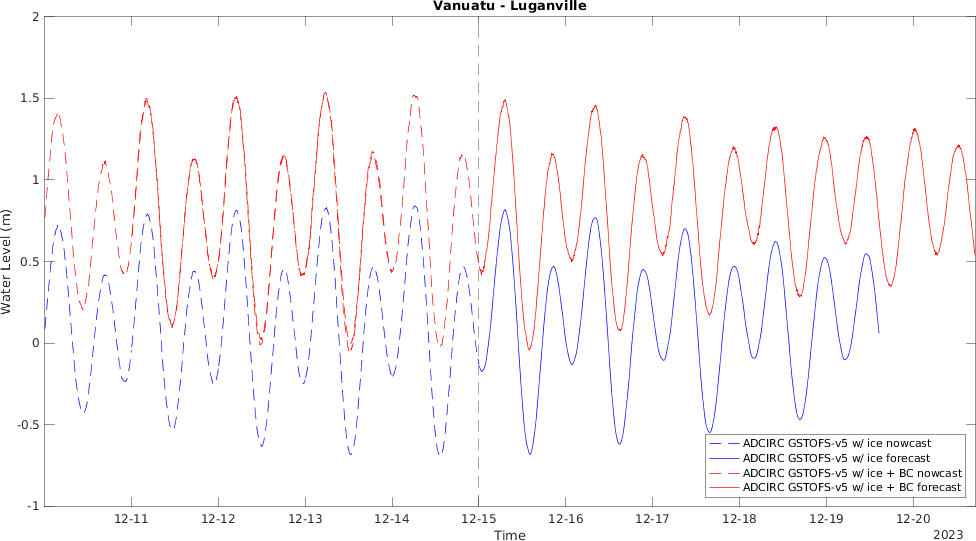 Vanuatu - Luganville
2
1.5
1
0.5
0
-0.5
-1
Water Level (m)
12-11 12-12 12-13 12-14 12-15 12-16 12-17 12-18 12-19 12-20
Time
2023
ADCIRC GSTOFS-v5 w/ ice nowcast
ADCIRC GSTOFS-v5 w/ ice forecast
ADCIRC GSTOFS-v5 w/ ice + BC nowcast
ADCIRC GSTOFS-v5 w/ ice + BC forecast